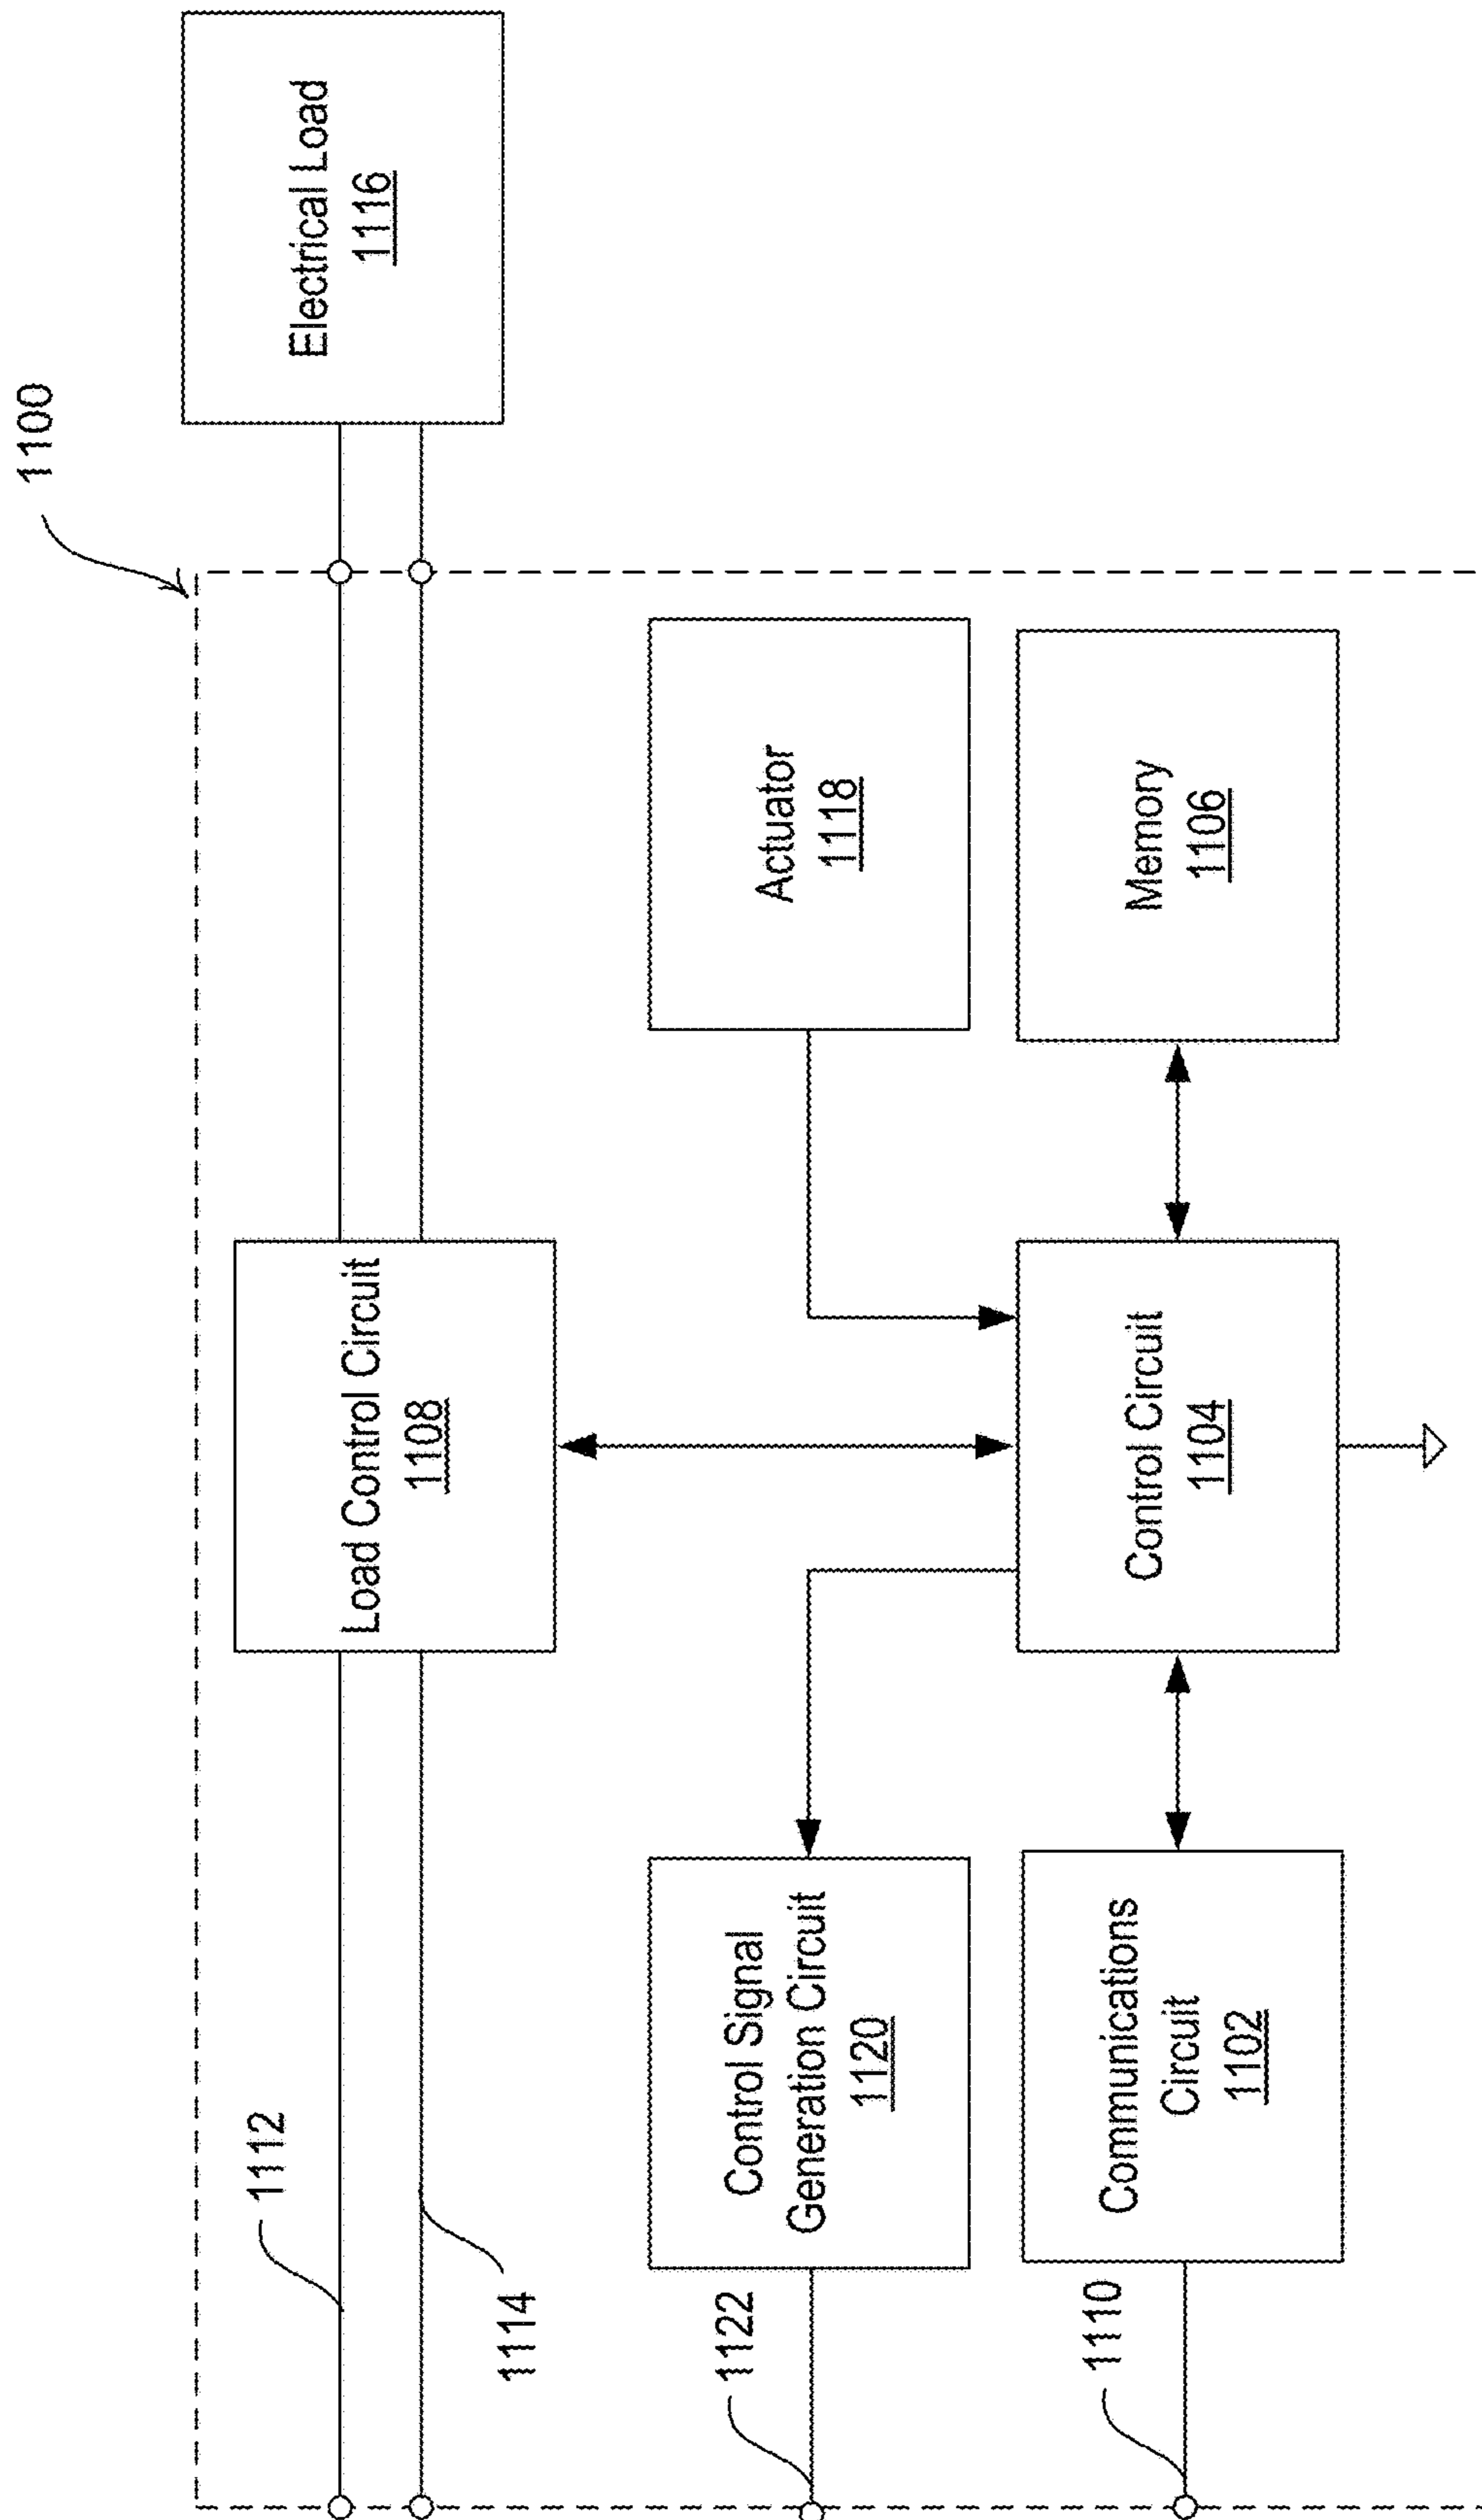 1100
Electrical Load
1116
Load Control Circuit
1108
1112
1114
Actuator
1118
Control Signal
Generation Circuit
1120
1122
Memory
1106
Control Circuit
1104
Communications
Circuit
1102
1110